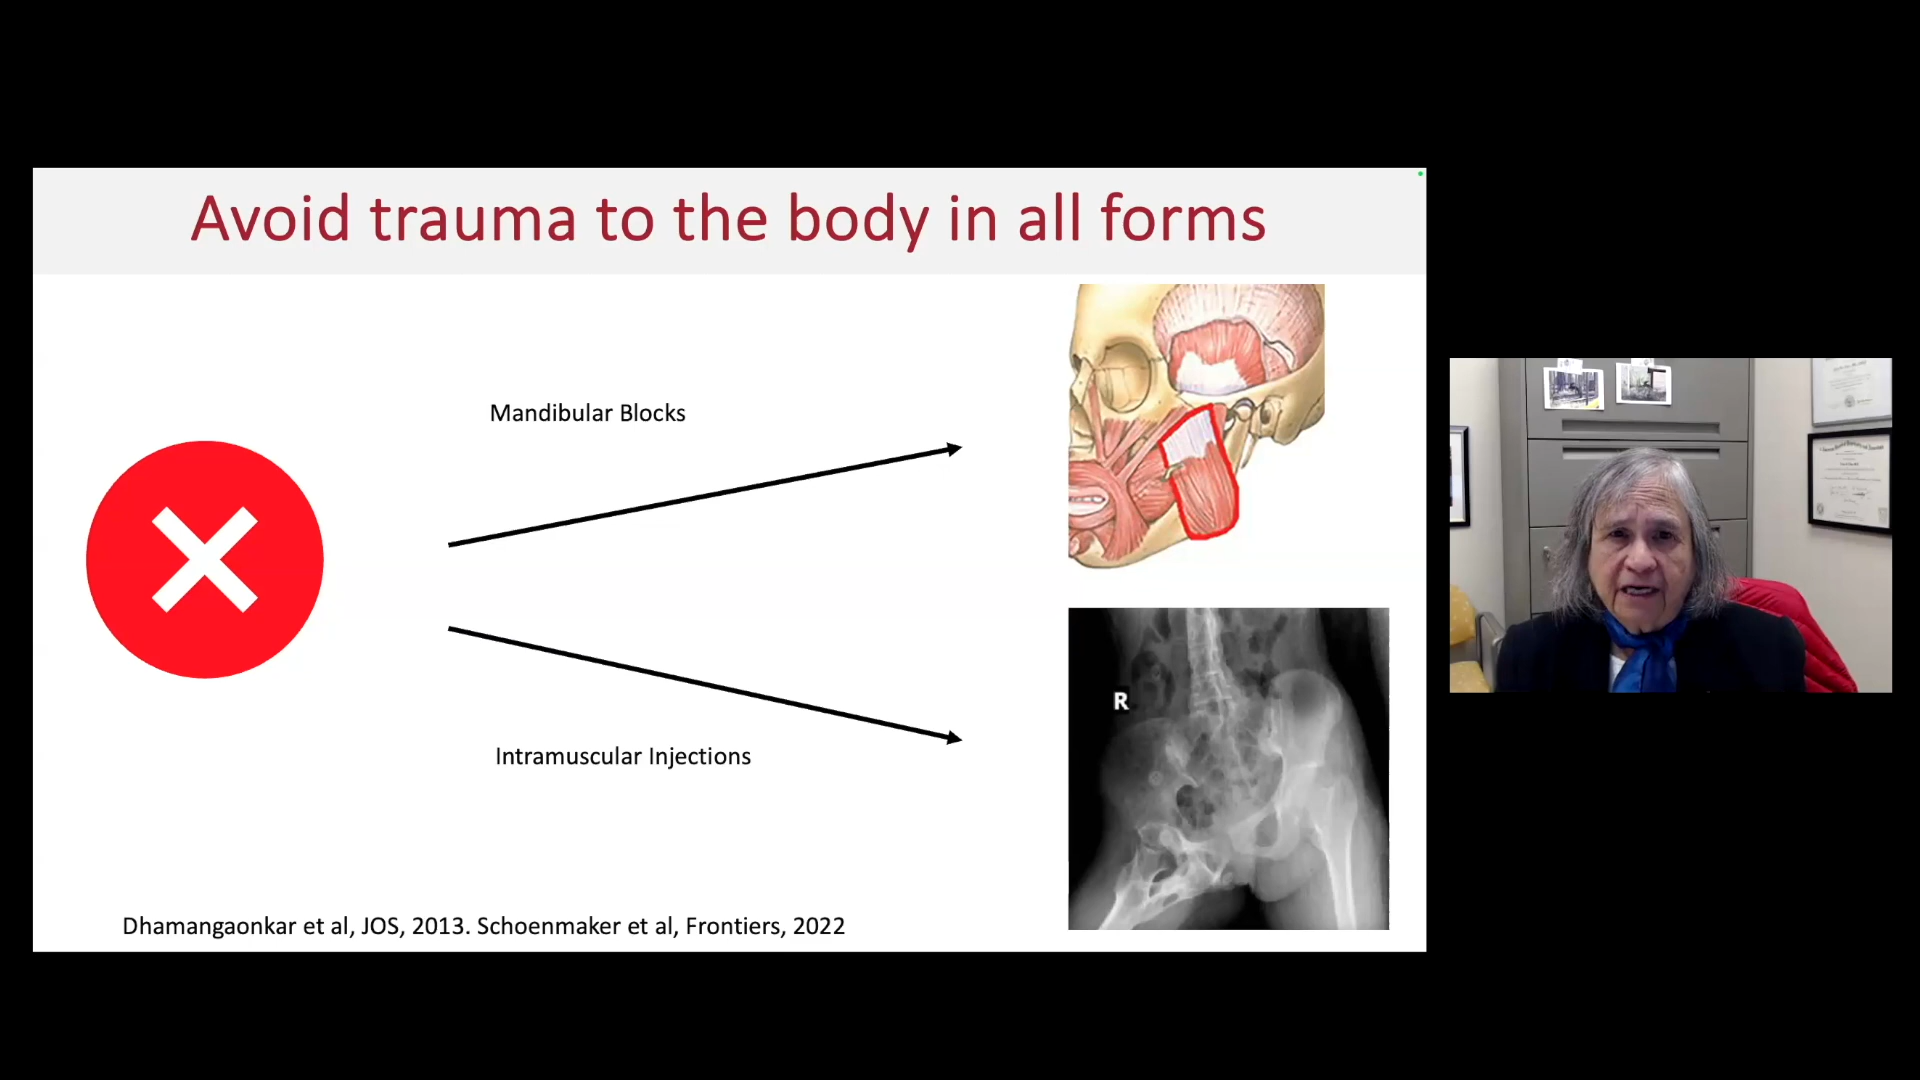 Avoid trauma to the body in all forms
Mandibular Blocks
Intramuscular Injections
R
Dhamangaonkar et al, JOS, 2013. Schoenmaker et al, Frontiers, 2022